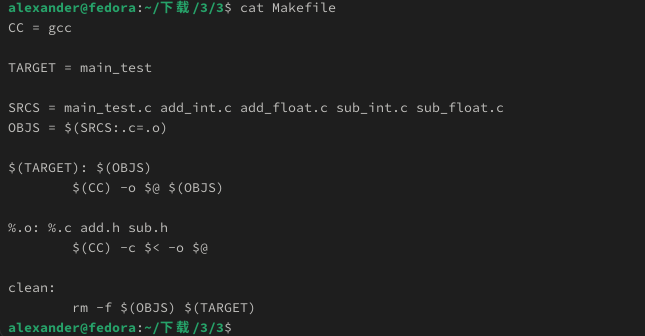 alexander@fedora:~/下载/3/3$ cat Makefile
CC = gcc
TARGET = main_test
SRCS = main_test.c add_int.c add_float.c sub_int.c sub_float.c
OBJS = $(SRCS:.c=.o)
$(TARGET): $(OBJS)
        $(CC) -o $@ $(OBJS)
%.o: %.c add.h sub.h
        $(CC) -c $< -o $@
clean:
        rm -f $(OBJS) $(TARGET)
alexander@fedora:~/下载/3/3$